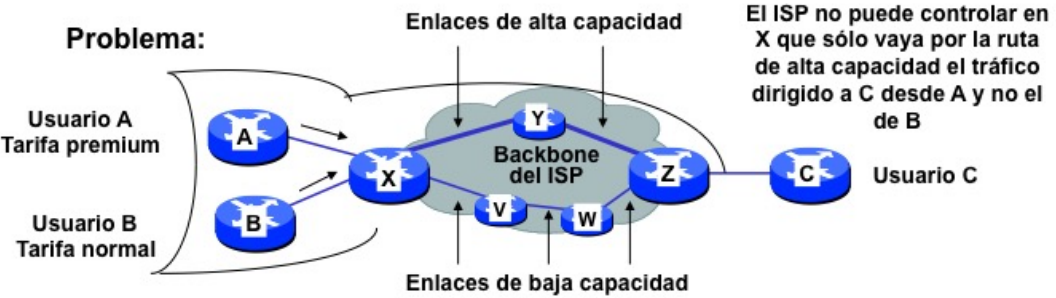 Problema:
Enlaces de alta capacidad
El ISP no puede controlar en
X que sólo vaya por la ruta
de alta capacidad el tráfico
dirigido a C desde A y no el
de B
Usuario A
Tarifa premium
A
Y
Backbone
del ISP
X
Z
C
Usuario C
Usuario B
Tarifa normal
B
V
W
Enlaces de baja capacidad